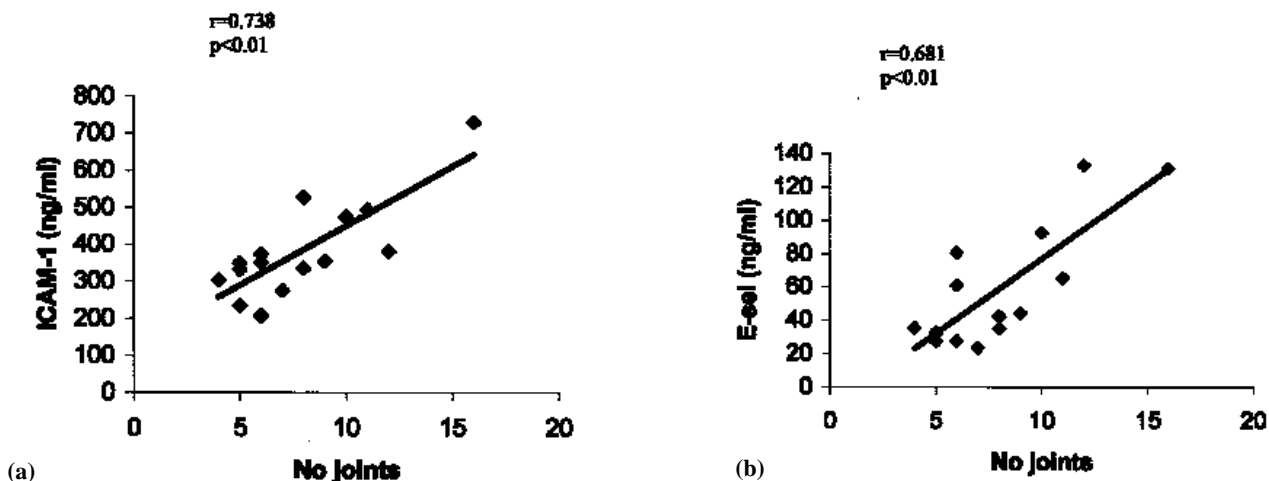 r=0,738
p<0.01
800
700
600
500
400
300
200
100
0
ICAM-1 (ng/ml)
0 5 10 15 20
No joints
(a)
r=0,681
p<0.01
140
120
100
80
60
40
20
0
E-sel (ng/ml)
0 5 10 15 20
No joints
(b)